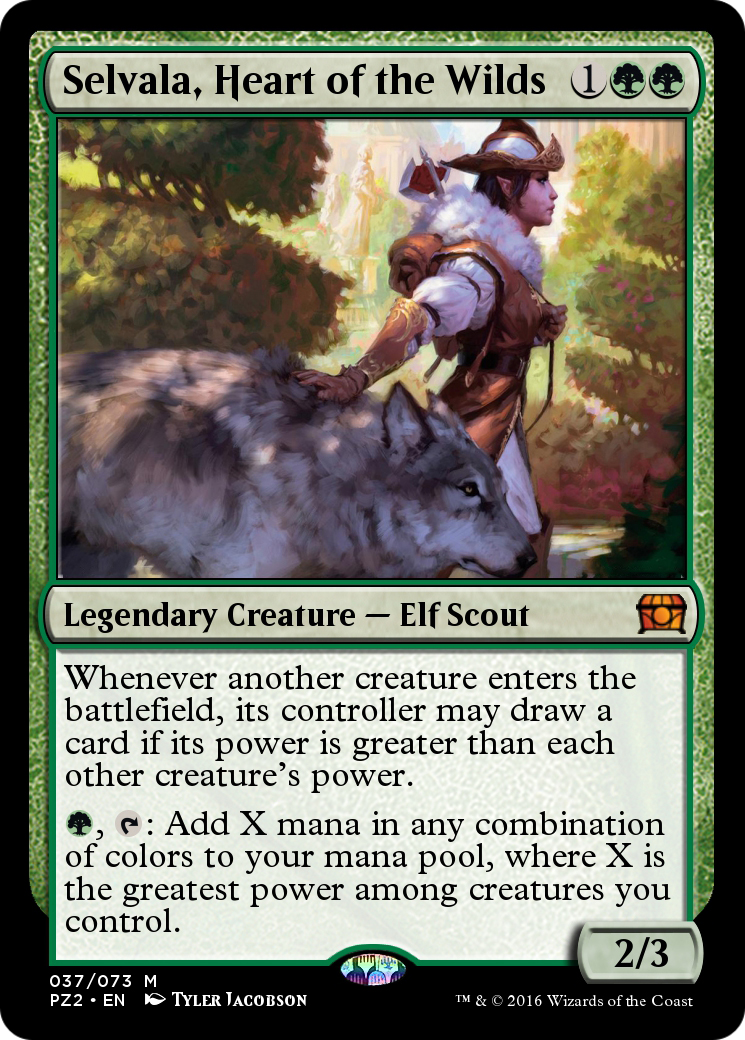 Selvala, Heart of the Wilds 1
Legendary Creature — Elf Scout
Whenever another creature enters the
battlefield, its controller may draw a
card if its power is greater than each
other creature's power.
, : Add X mana in any combination
of colors to your mana pool, where X is
the greatest power among creatures you
control.
2/3
037/073 M
PZ2 • EN Tyler Jacobson
™ & © 2016 Wizards of the Coast